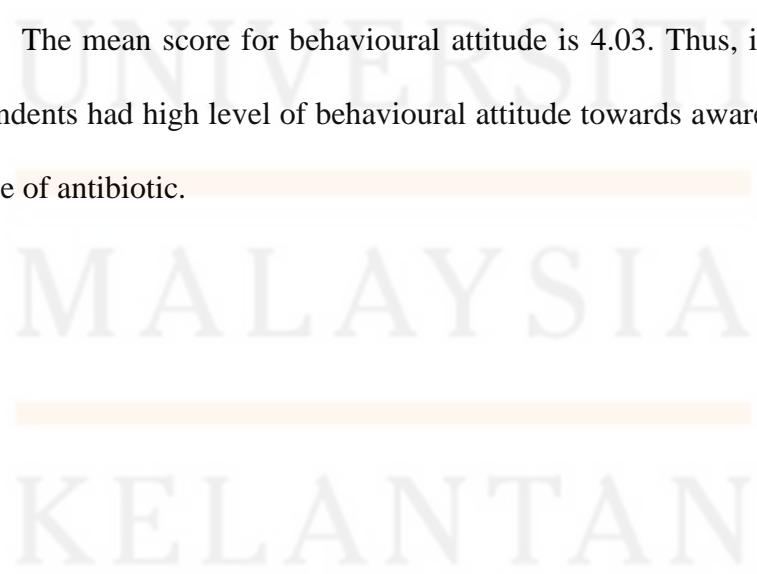 UNIVERSITI
The mean score for behavioural attitude is 4.03. Thus, i
ndents had high level of behavioural attitude towards aware
e of antibiotic.
MALAYSIA
KELANTAN